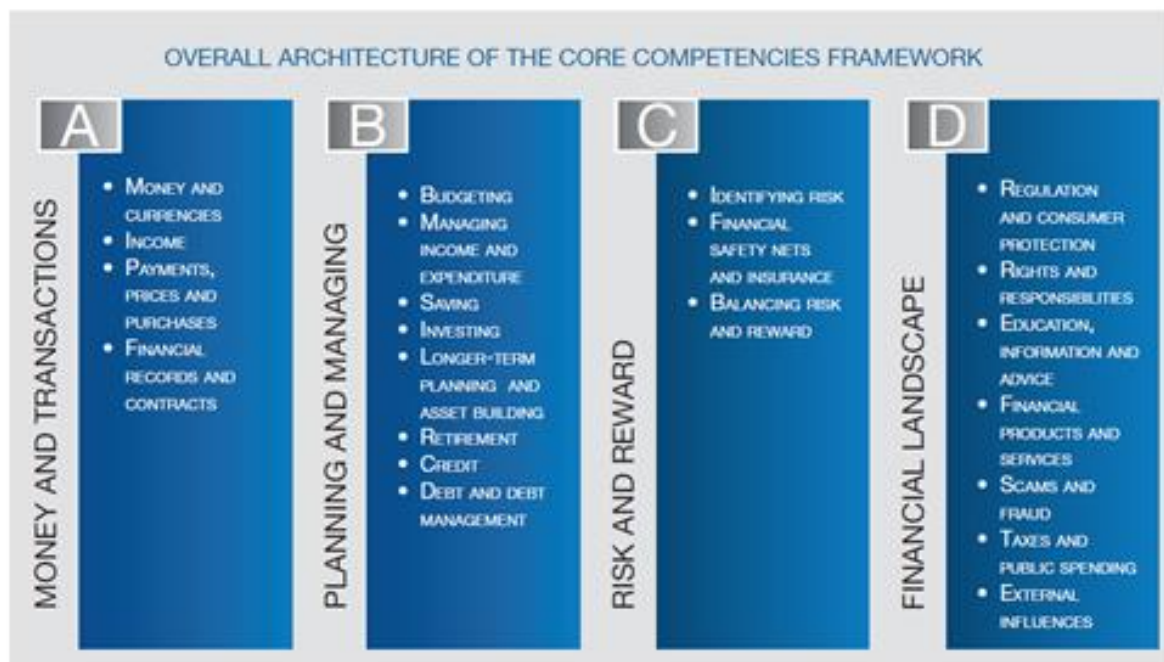 OVERALL ARCHITECTURE OF THE CORE COMPETENCIES FRAMEWORK
A
MONEY AND TRANSACTIONS
• MONEY AND
CURRENCIES
• INCOME
• PAYMENTS,
PRICES AND
PURCHASES
• FINANCIAL
RECORDS AND
CONTRACTS
B
PLANNING AND MANAGING
• BUDGETING
• MANAGING
INCOME AND
EXPENDITURE
• SAVING
• INVESTING
• LONGER-TERM
PLANNING AND
ASSET BUILDING
• RETIREMENT
• CREDIT
• DEBT AND DEBT
MANAGEMENT
C
RISK AND REWARD
• IDENTIFYING RISK
• FINANCIAL
SAFETY NETS
AND INSURANCE
• BALANCING RISK
AND REWARD
D
FINANCIAL LANDSCAPE
• REGULATION
AND CONSUMER
PROTECTION
• RIGHTS AND
RESPONSIBILITIES
• EDUCATION,
INFORMATION AND
ADVICE
• FINANCIAL
PRODUCTS AND
SERVICES
• SCAMS AND
FRAUD
• TAXES AND
PUBLIC SPENDING
• EXTERNAL
INFLUENCES